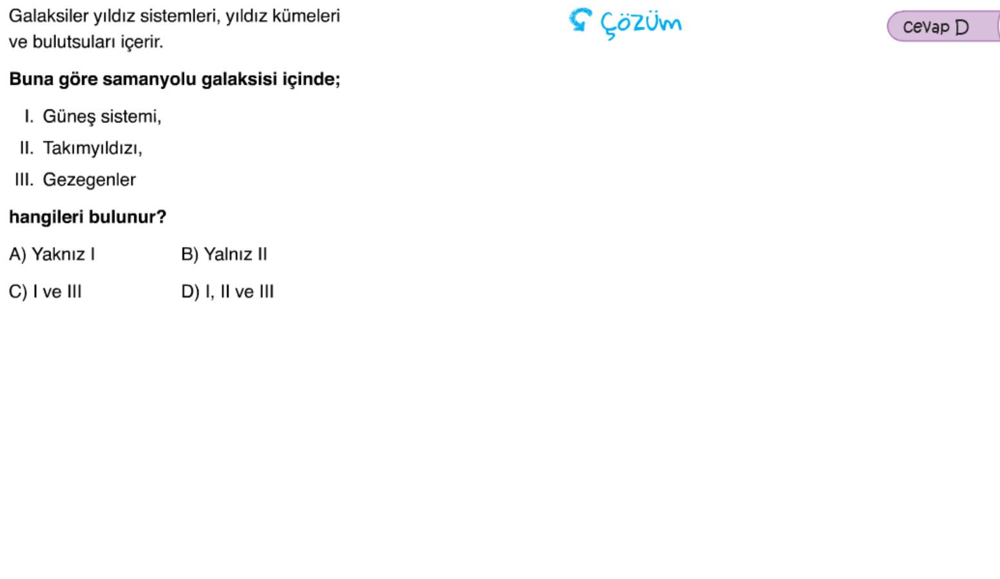 Galaksiler yıldız sistemleri, yıldız kümeleri
ve bulutsuları içerir.
Buna göre samanyolu galaksisi içinde;
I. Güneş sistemi,
II. Takımyıldızı,
III. Gezegenler
hangileri bulunur?
A) Yaknız I
B) Yalnız II
C) I ve III
D) I, II ve III
Çözüm
Cevap D